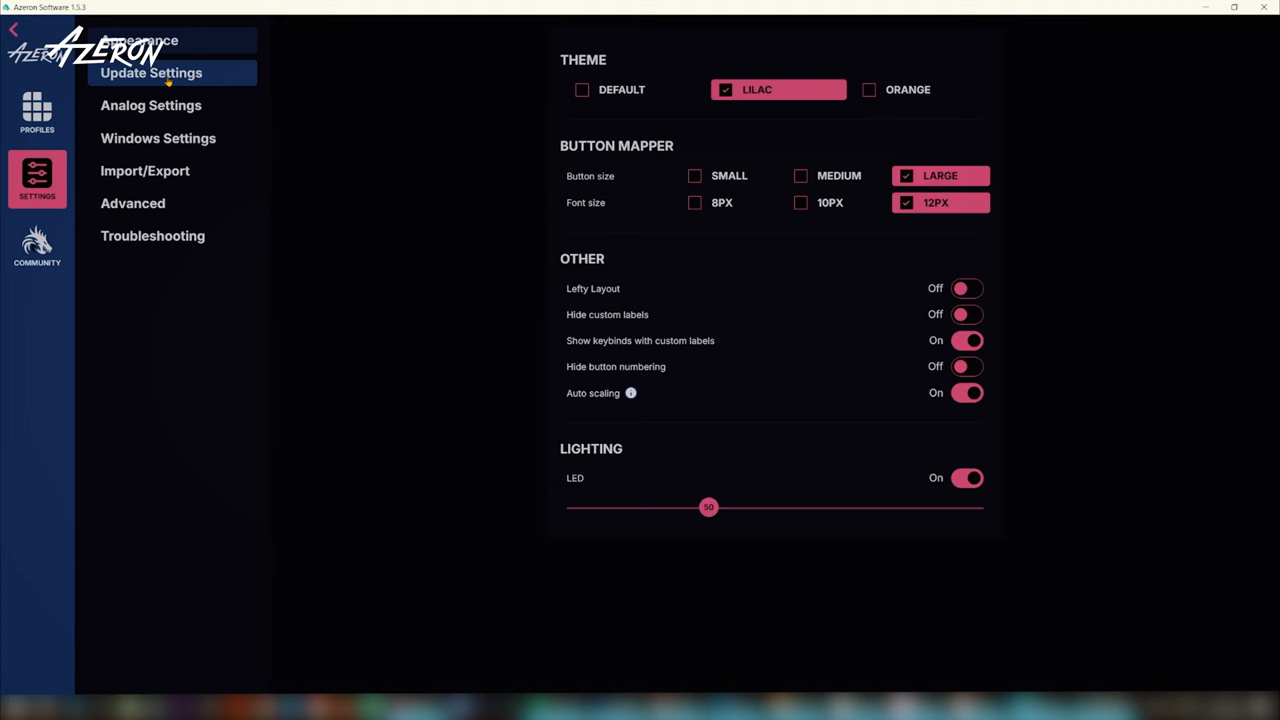 Azeron Software 1.5.3
AZERON
AZERON
PROFILES
SETTINGS
COMMUNITY
Appearance
Update Settings
Analog Settings
Windows Settings
Import/Export
Advanced
Troubleshooting
THEME
DEFAULT LILAC ORANGE
BUTTON MAPPER
Button size SMALL MEDIUM LARGE
Font size 8PX 10PX 12PX
OTHER
Lefty Layout Off
Hide custom labels Off
Show keybinds with custom labels On
Hide button numbering Off
Auto scaling i On
LIGHTING
LED On
50